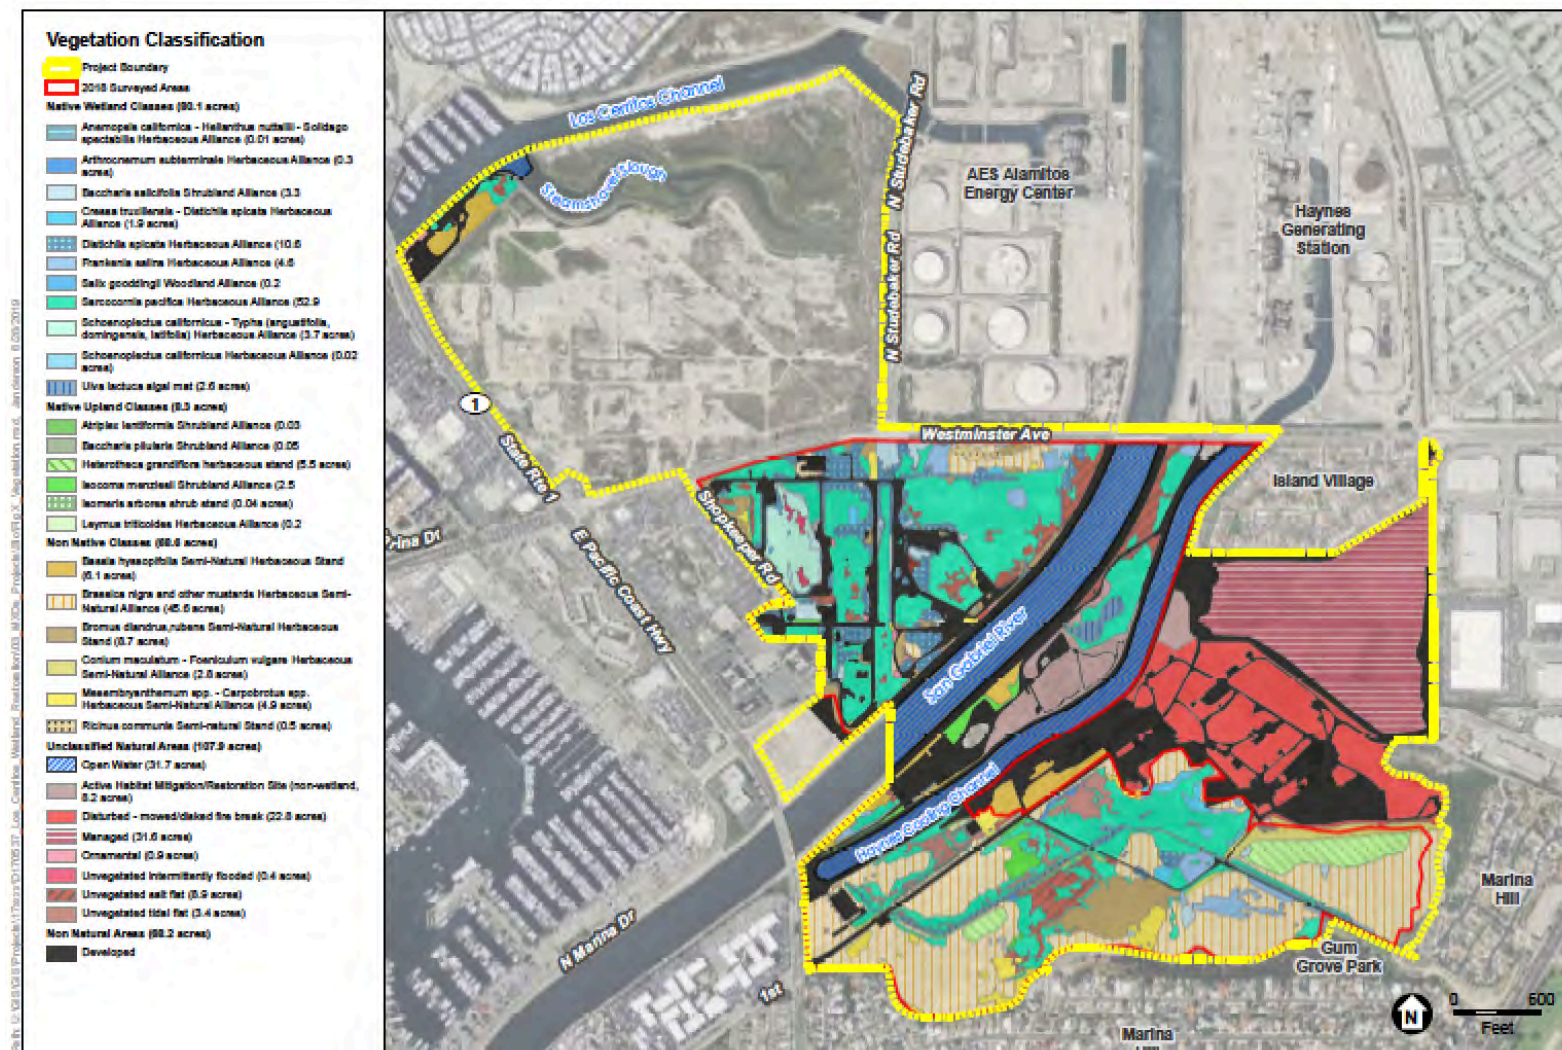 Vegetation Classification
Project Boundary
2018 Surveyed Areas
Native Wetland Classes (80.1 acres)
Anemopsis californica - Helianthus nuttallii - Solidago
spectabilis Herbaceous Alliance (0.01 acres)
Arthrocnemum subterminale Herbaceous Alliance (0.3
acres)
Baccharis salicifolia Shrubland Alliance (3.3
Cressa truxillensis - Distichlis spicata Herbaceous
Alliance (1.9 acres)
Distichlis spicata Herbaceous Alliance (10.6
Frankenia salina Herbaceous Alliance (4.6
Salix gooddingii Woodland Alliance (0.2
Sarcocornia pacifica Herbaceous Alliance (52.9
Schoenoplectus californicus - Typha (angustifolia,
domingensis, latifolia) Herbaceous Alliance (3.7 acres)
Schoenoplectus californicus Herbaceous Alliance (0.02
acres)
Ulva lactuca algal mat (2.6 acres)
Native Upland Classes (8.3 acres)
Atriplex lentiformis Shrubland Alliance (0.03
Baccharis pilularis Shrubland Alliance (0.05
Heterotheca grandiflora herbaceous stand (5.5 acres)
Isocoma menziesii Shrubland Alliance (2.5
Isomeris arborea shrub stand (0.04 acres)
Leymus triticoides Herbaceous Alliance (0.2
Non Native Classes (68.6 acres)
Bassia hyssopifolia Semi-Natural Herbaceous Stand
(6.1 acres)
Brassica nigra and other mustards Herbaceous Semi-
Natural Alliance (45.6 acres)
Bromus diandrus,rubens Semi-Natural Herbaceous
Stand (8.7 acres)
Conium maculatum - Foeniculum vulgare Herbaceous
Semi-Natural Alliance (2.8 acres)
Mesembryanthemum spp. - Carpobrotus spp.
Herbaceous Semi-Natural Alliance (4.9 acres)
Ricinus communis Semi-natural Stand (0.5 acres)
Unclassified Natural Areas (107.9 acres)
Open Water (31.7 acres)
Active Habitat Mitigation/Restoration Site (non-wetland,
8.2 acres)
Disturbed - mowed/disked fire break (22.8 acres)
Managed (31.6 acres)
Ornamental (0.9 acres)
Unvegetated intermittently flooded (0.4 acres)
Unvegetated salt flat (8.9 acres)
Unvegetated tidal flat (3.4 acres)
Non Natural Areas (68.2 acres)
Developed
Los Cerritos Channel
Steamshovel Slough
N Studebaker Rd
N Studebaker Rd
AES Alamitos
Energy Center
Haynes
Generating
Station
1
State Rte 1
Westminster Ave
Island Village
Shopkeeper Rd
E Pacific Coast Hwy
rina Dr
San Gabriel River
Haynes Cooling Channel
N Marina Dr
1st
Marina
Hill
Gum
Grove Park
Marina
N
0 600
Feet